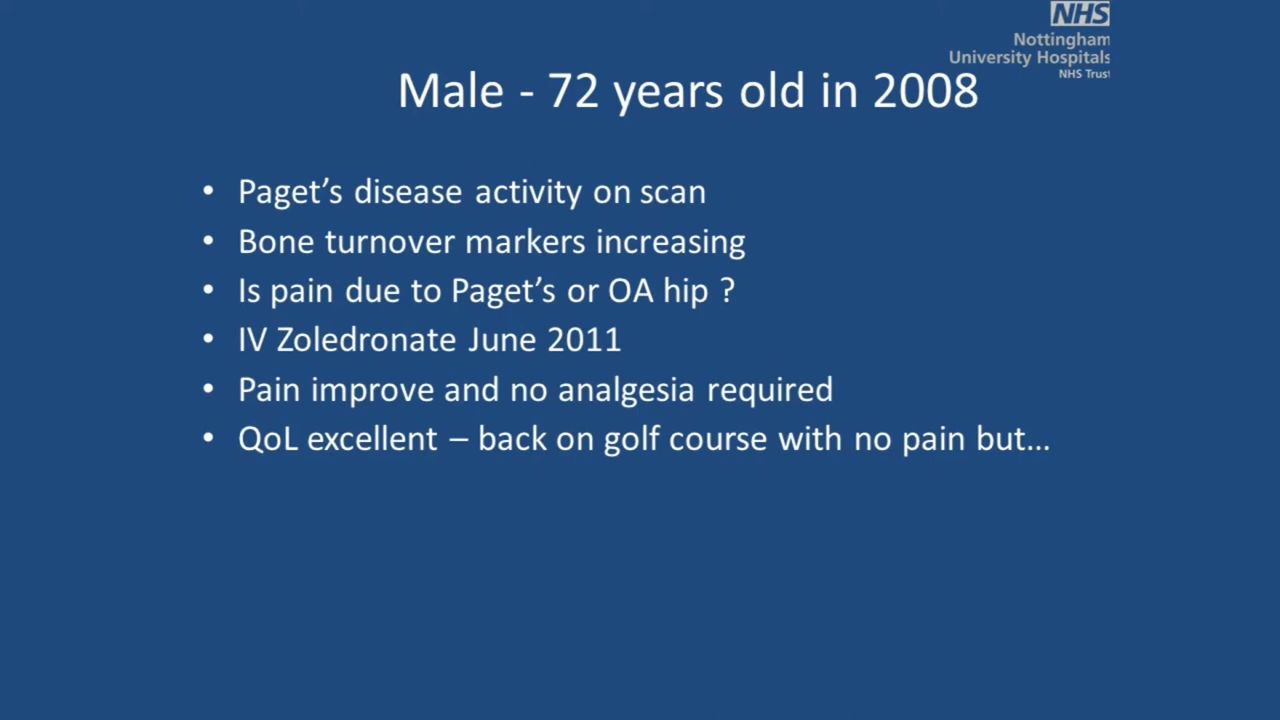 NHS
Nottingham
University Hospitals
NHS Trust
Male - 72 years old in 2008
• Paget’s disease activity on scan
• Bone turnover markers increasing
• Is pain due to Paget’s or OA hip ?
• IV Zoledronate June 2011
• Pain improve and no analgesia required
• QoL excellent – back on golf course with no pain but…